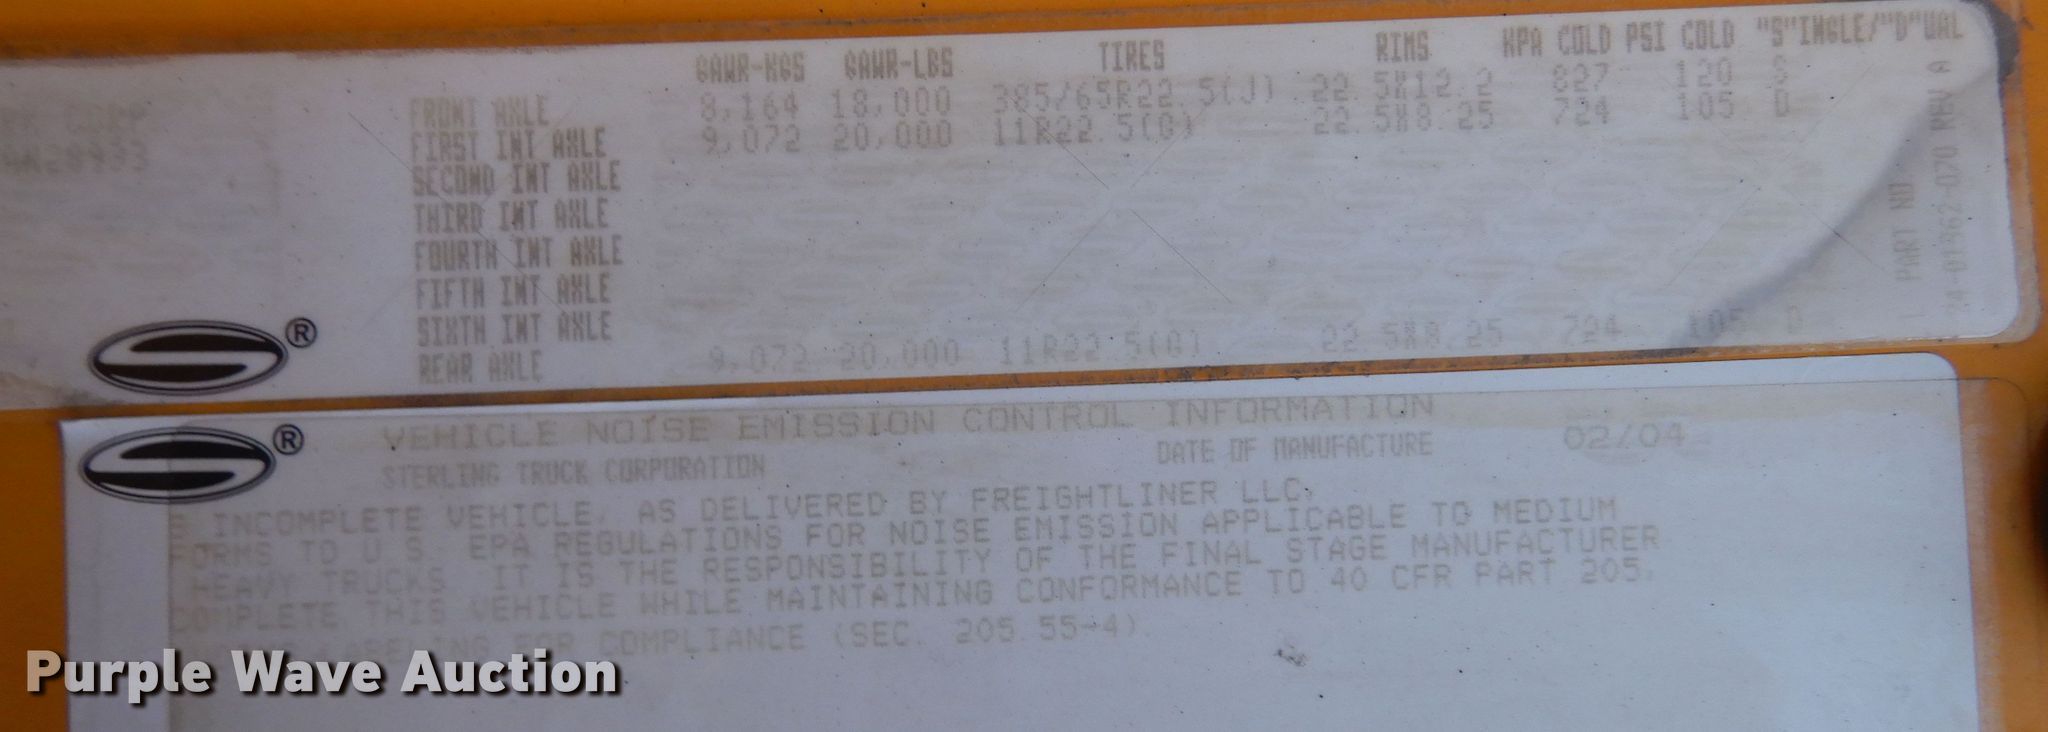 GAWR-KGS GAWR-LBS TIRES RIMS KPA COLD PSI COLD "S"INGLE/"D"UAL
FRONT AXLE 8,164 18,000 385/65R22.5(J) 22.5X12.2 827 120 S
FIRST INT AXLE 9,072 20,000 11R22.5(G) 22.5X8.25 724 105 D
SECOND INT AXLE
THIRD INT AXLE
FOURTH INT AXLE
FIFTH INT AXLE
SIXTH INT AXLE
REAR AXLE 9,072 20,000 11R22.5(G) 22.5X8.25 724 105 D
PART NO. 24-01362-070 REV A
®
®
VEHICLE NOISE EMISSION CONTROL INFORMATION
STERLING TRUCK CORPORATION DATE OF MANUFACTURE 02/04
S INCOMPLETE VEHICLE, AS DELIVERED BY FREIGHTLINER LLC,
FORMS TO U.S. EPA REGULATIONS FOR NOISE EMISSION APPLICABLE TO MEDIUM
HEAVY TRUCKS. IT IS THE RESPONSIBILITY OF THE FINAL STAGE MANUFACTURER
COMPLETE THIS VEHICLE WHILE MAINTAINING CONFORMANCE TO 40 CFR PART 205,
LABELING FOR COMPLIANCE (SEC. 205.55-4).
Purple Wave Auction